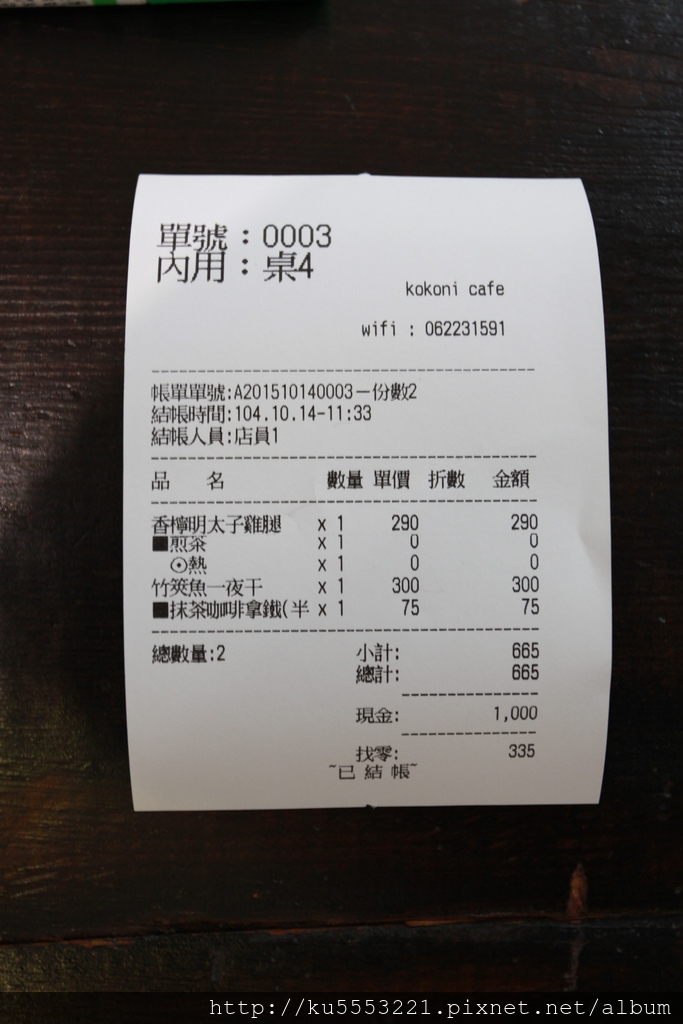 單號：0003
內用：桌4
kokoni cafe
wifi : 062231591
帳單單號:A201510140003－份數2
結帳時間:104.10.14-11:33
結帳人員:店員1
品 名 數量 單價 折數 金額
香檸明太子雞腿 x 1 290 290
■煎茶 x 1 0 0
⊙熱 x 1 0 0
竹筴魚一夜干 x 1 300 300
■抹茶咖啡拿鐵(半 x 1 75 75
總數量:2 小計: 665
總計: 665
現金: 1,000
找零: 335
~已 結 帳~
http://ku5553221.pixnet.net/album